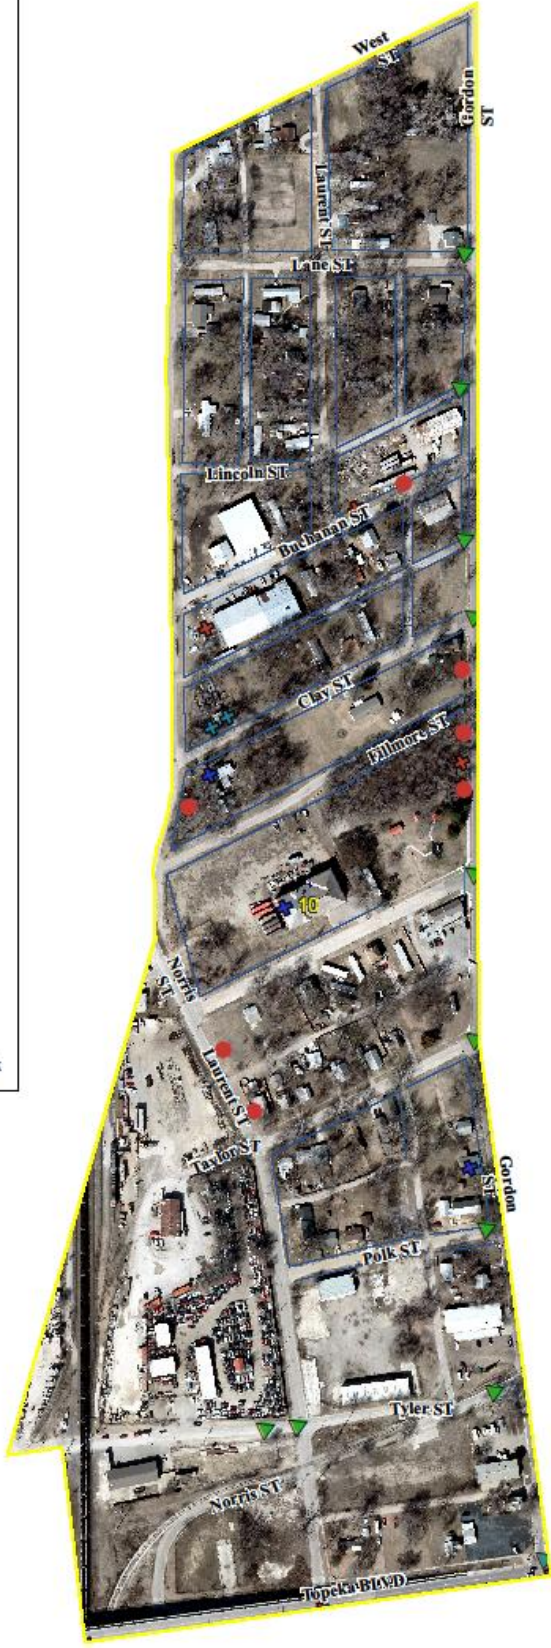 West
ST
Gordon
ST
Laurent ST
Lane ST
Lincoln ST
Buchanan ST
Clay ST
Fillmore ST
10
Norris
ST
Laurent ST
Taylor ST
Gordon
ST
Polk ST
Tyler ST
Norris ST
Topeka BLVD